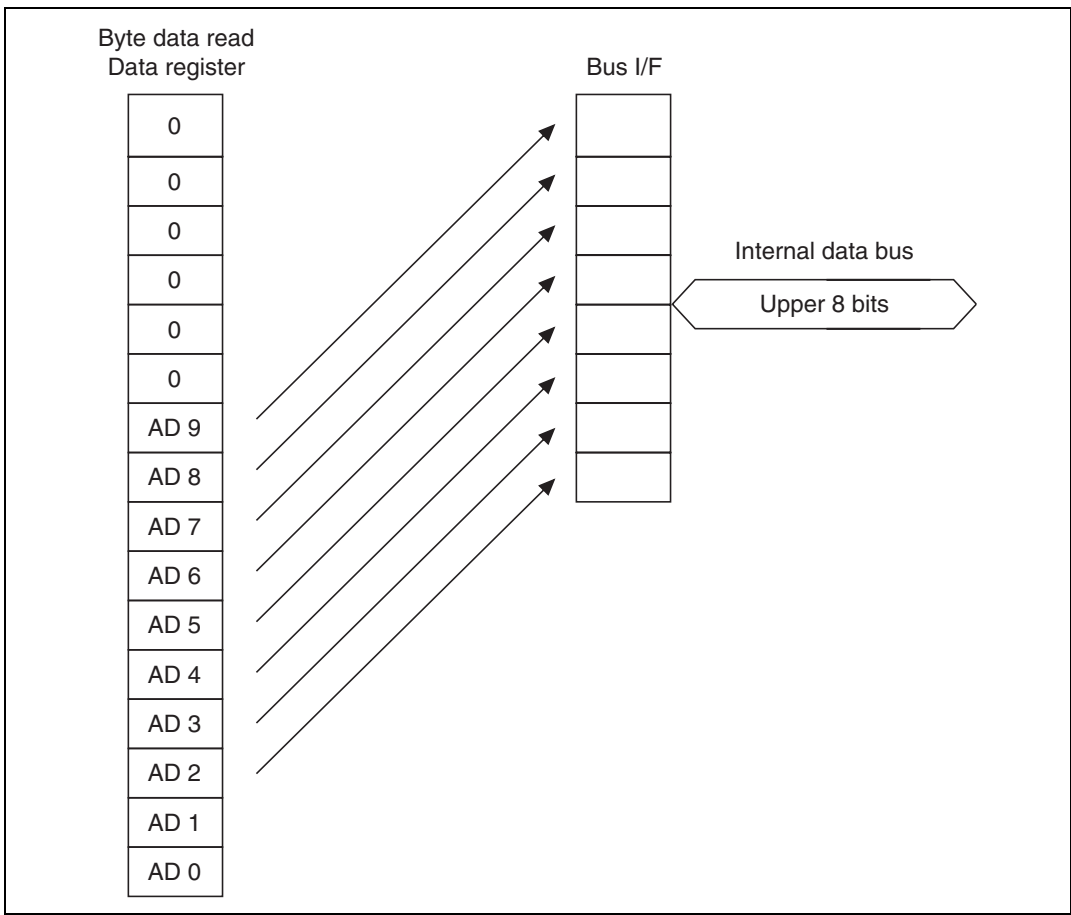 Byte data read
Data register
Bus I/F
0
0
0
0
0
0
AD 9
AD 8
AD 7
AD 6
AD 5
AD 4
AD 3
AD 2
AD 1
AD 0
Internal data bus
Upper 8 bits